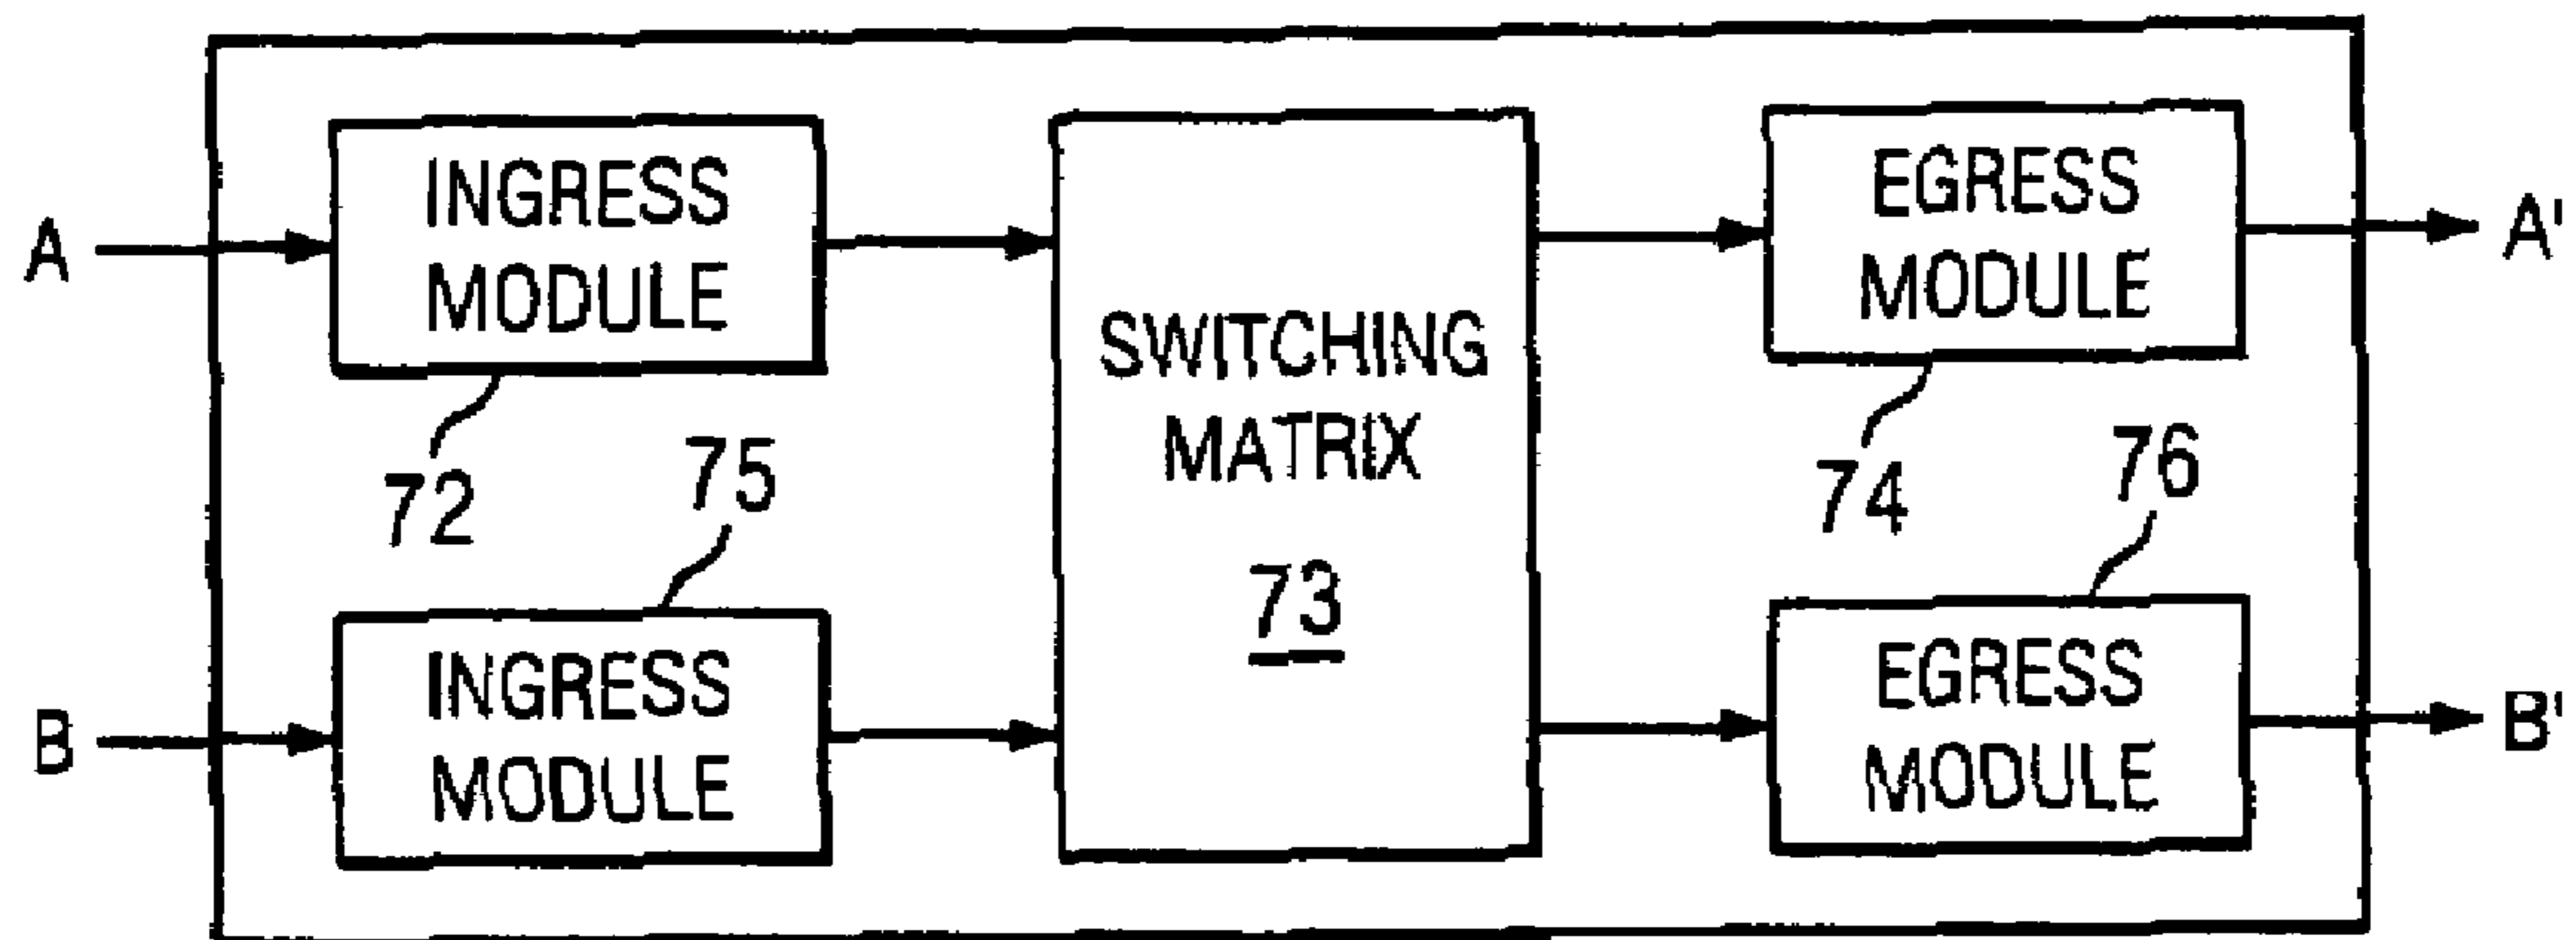 A
INGRESS
MODULE
72
75
B
INGRESS
MODULE
SWITCHING
MATRIX
73
EGRESS
MODULE
A'
74
76
EGRESS
MODULE
B'